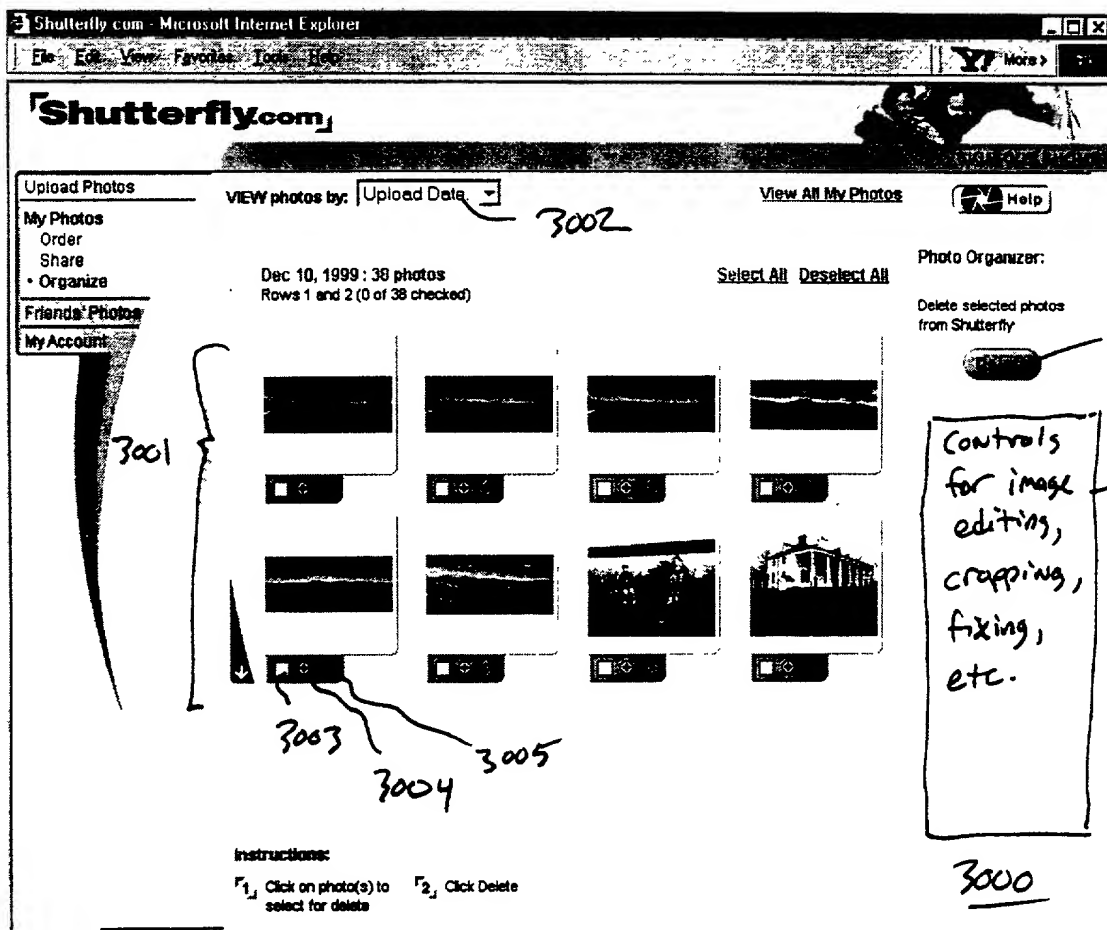 Shutterfly com - Microsoft Internet Explorer
File Edit View Favorites Tools Help
Y! More >
Shutterfly.com
Upload Photos
My Photos
Order
Share
• Organize
Friends' Photos
My Account
VIEW photos by: Upload Date
3002
View All My Photos
Help
Dec 10, 1999 : 38 photos
Rows 1 and 2 (0 of 38 checked)
Select All Deselect All
Photo Organizer:
Delete selected photos
from Shutterfly
3001
controls
for image
editing,
cropping,
fixing,
etc.
3003
3004
3005
3000
Instructions:
1 Click on photo(s) to
select for delete
2 Click Delete